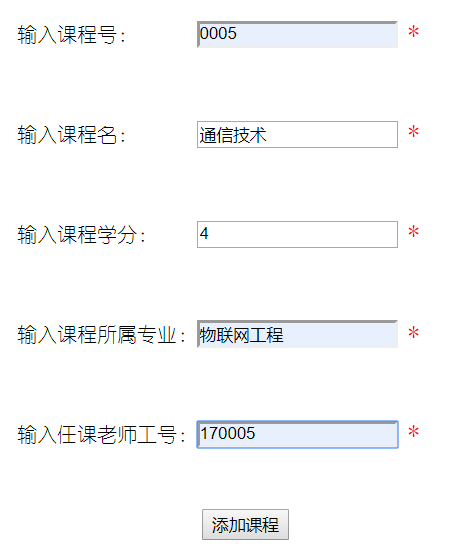 输入课程号： 0005 *
输入课程名： 通信技术 *
输入课程学分： 4 *
输入课程所属专业： 物联网工程 *
输入任课老师工号： 170005 *
添加课程